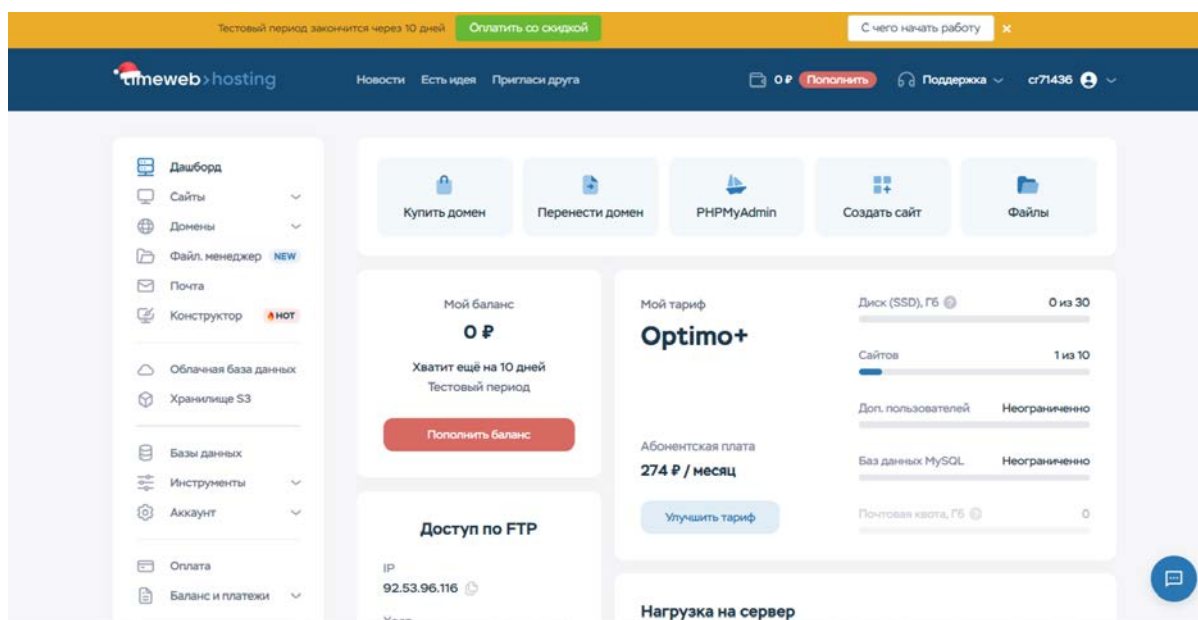 Тестовый период закончится через 10 дней
Оплатить со скидкой
С чего начать работу
timeweb>hosting
Новости
Есть идея
Пригласи друга
0 ₽
Пополнить
Поддержка
cr71436
Дашборд
Сайты
Домены
Файл. менеджер NEW
Почта
Конструктор HOT
Облачная база данных
Хранилище S3
Базы данных
Инструменты
Аккаунт
Оплата
Баланс и платежи
Купить домен
Перенести домен
PHPMyAdmin
Создать сайт
Файлы
Мой баланс
0 ₽
Хватит ещё на 10 дней
Тестовый период
Пополнить баланс
Доступ по FTP
IP
92.53.96.116
Мой тариф
Optimo+
Абонентская плата
274 ₽ / месяц
Улучшить тариф
Диск (SSD), Гб
0 из 30
Сайтов
1 из 10
Доп. пользователей
Неограниченно
Баз данных MySQL
Неограниченно
Почтовая квота, Гб
0
Нагрузка на сервер